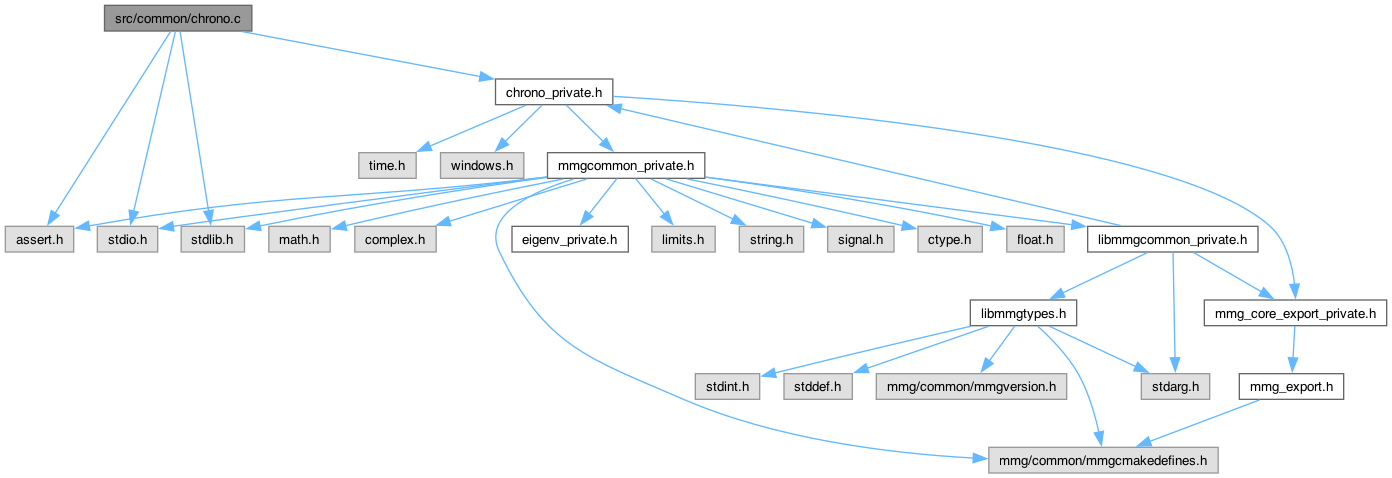 src/common/chrono.c
chrono_private.h
time.h
windows.h
mmgcommon_private.h
assert.h
stdio.h
stdlib.h
math.h
complex.h
eigenv_private.h
limits.h
string.h
signal.h
ctype.h
float.h
libmmgcommon_private.h
libmmgtypes.h
mmg_core_export_private.h
stdint.h
stddef.h
mmg/common/mmgversion.h
stdarg.h
mmg_export.h
mmg/common/mmgcmakedefines.h